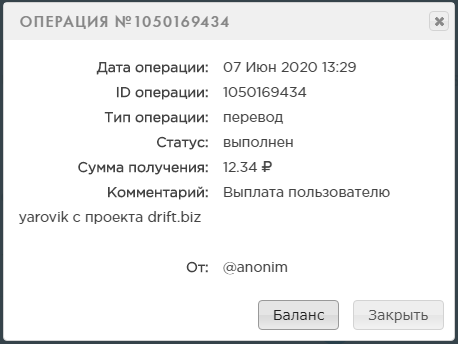 ОПЕРАЦИЯ №1050169434
Дата операции: 07 Июн 2020 13:29
ID операции: 1050169434
Тип операции: перевод
Статус: выполнен
Сумма получения: 12.34 ₽
Комментарий: Выплата пользователю
yarovik с проекта drift.biz
От: @anonim
Баланс Закрыть